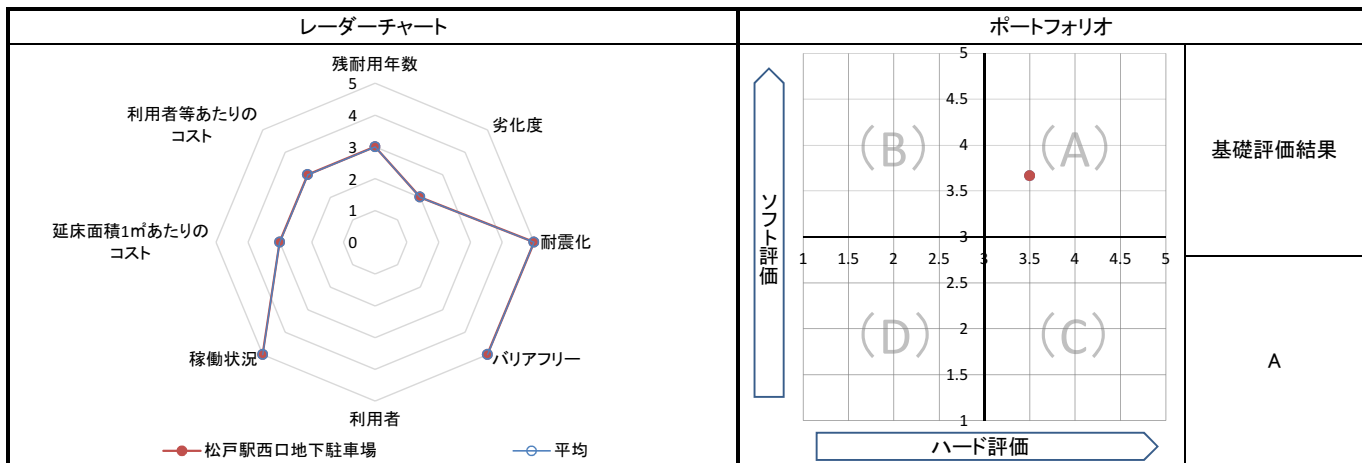 レーダーチャート
残耐用年数
劣化度
耐震化
バリアフリー
利用者
稼働状況
延床面積1㎡あたりの
コスト
利用者等あたりの
コスト
5
4
3
2
1
0
松戸駅西口地下駐車場
平均
ポートフォリオ
ソフト評価
5
4.5
4
3.5
3
2.5
2
1.5
1
1 1.5 2 2.5 3 3.5 4 4.5 5
(B)
(A)
(D)
(C)
ハード評価
基礎評価結果
A